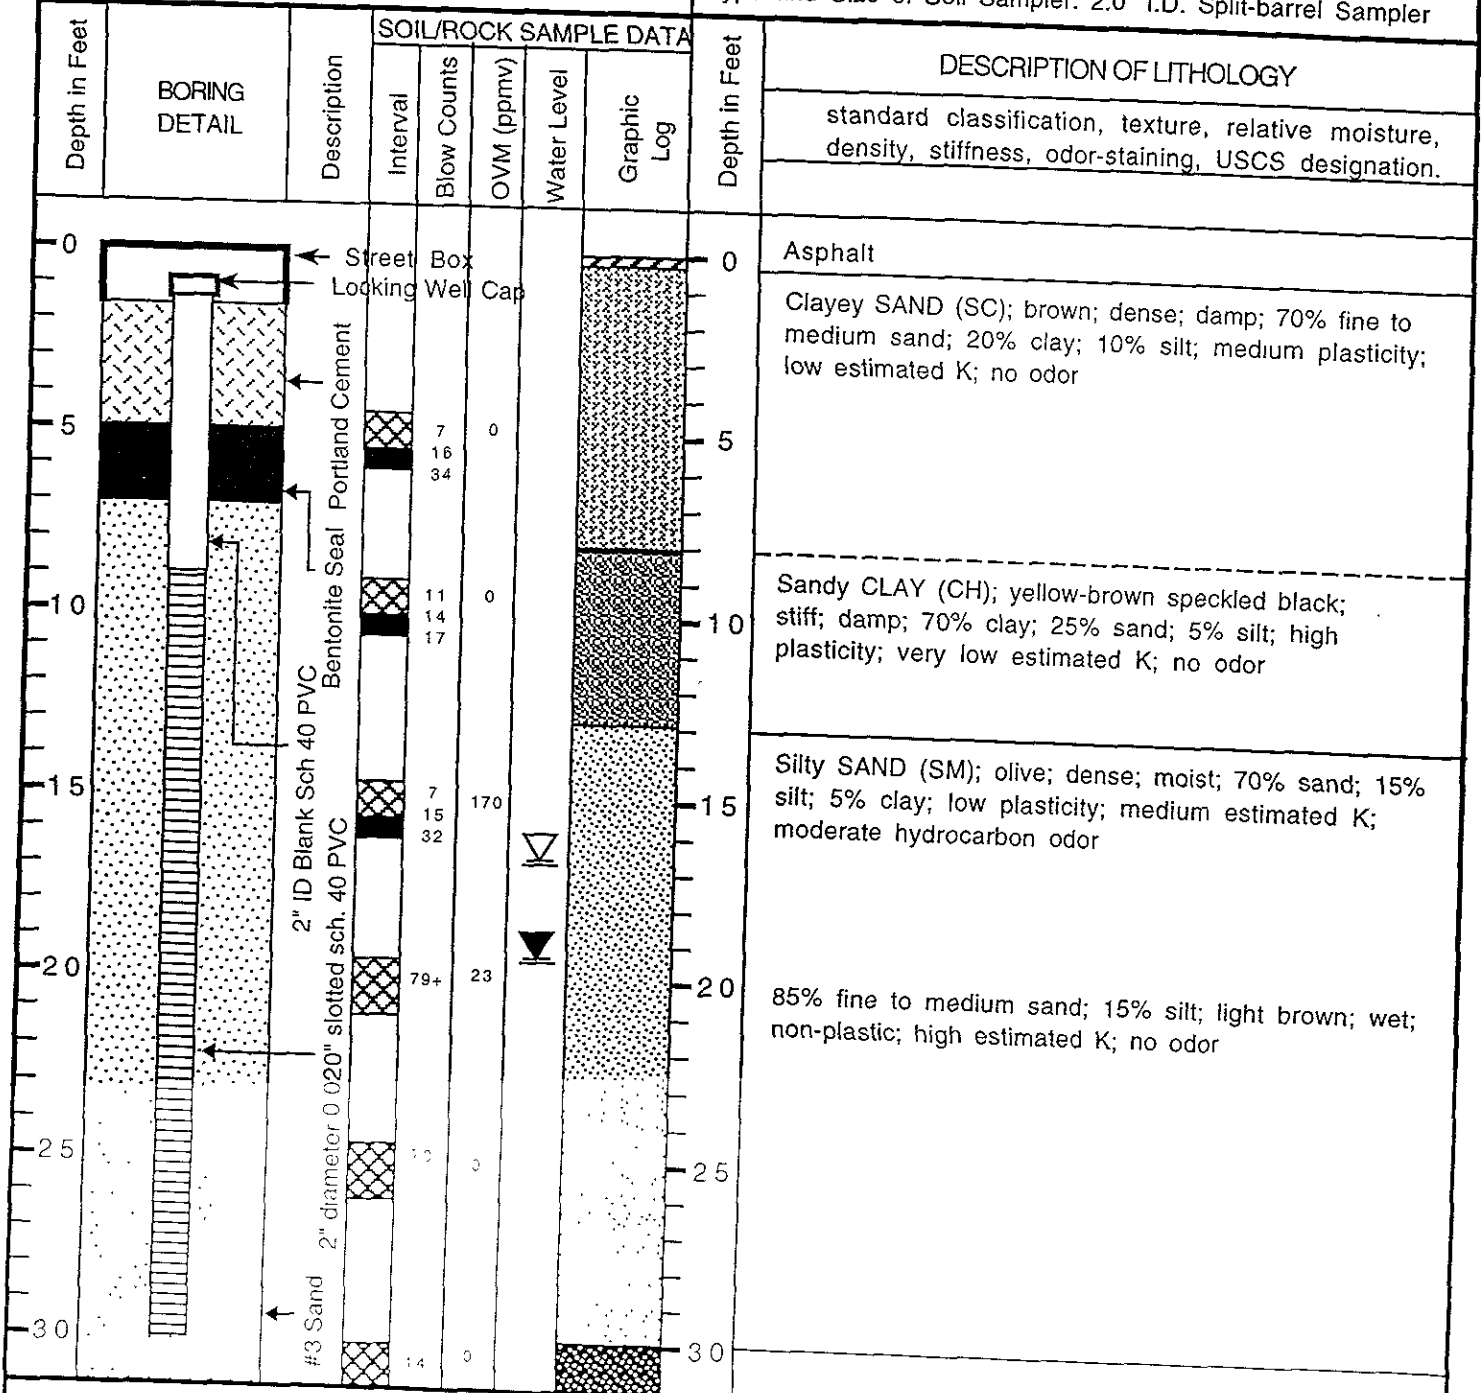 Size of Soil Sampler: 2.0 I.D. Split-barrel Sampler
SOIL/ROCK SAMPLE DATA
Depth in Feet
BORING
DETAIL
Description
Interval
Blow Counts
OVM (ppmv)
Water Level
Graphic
Log
Depth in Feet
DESCRIPTION OF LITHOLOGY
standard classification, texture, relative moisture,
density, stiffness, odor-staining, USCS designation.
0
5
10
15
20
25
30
Street Box
Locking Well Cap
Portland Cement
Bentonite Seal
2" ID Blank Sch 40 PVC
2" diameter 0 020" slotted sch. 40 PVC
#3 Sand
7
16
34
0
11
14
17
0
7
15
32
170
79+
23
0
14
0
0
5
10
15
20
25
30
Asphalt
Clayey SAND (SC); brown; dense; damp; 70% fine to
medium sand; 20% clay; 10% silt; medium plasticity;
low estimated K; no odor
Sandy CLAY (CH); yellow-brown speckled black;
stiff; damp; 70% clay; 25% sand; 5% silt; high
plasticity; very low estimated K; no odor
Silty SAND (SM); olive; dense; moist; 70% sand; 15%
silt; 5% clay; low plasticity; medium estimated K;
moderate hydrocarbon odor
85% fine to medium sand; 15% silt; light brown; wet;
non-plastic; high estimated K; no odor